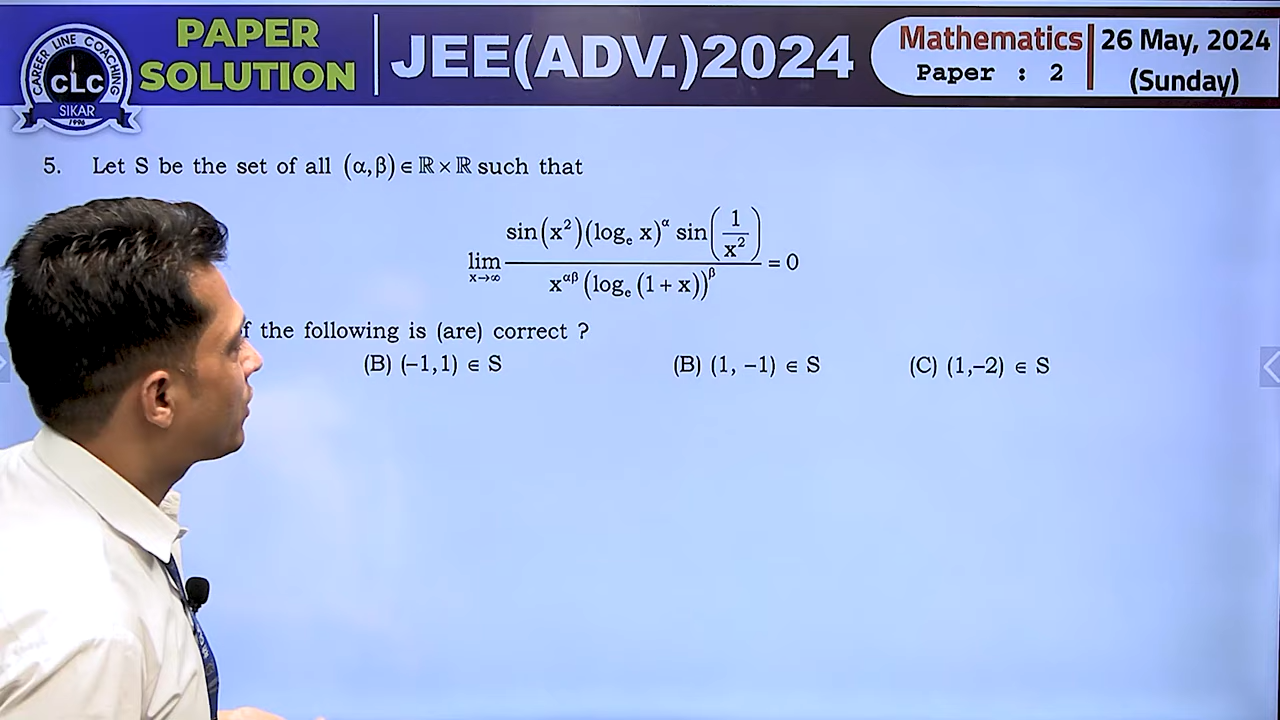 CAREER LINE COACHING
CLC
SIKAR
1996
PAPER
SOLUTION
JEE(ADV.)2024
Mathematics
Paper : 2
26 May, 2024
(Sunday)
5. Let S be the set of all (α,β)∈ℝ×ℝ such that
lim x→∞ sin(x²)(logₑ x)^α sin(1/x²) / x^αβ (logₑ(1+x))^β = 0
of the following is (are) correct ?
(B) (−1,1) ∈ S (B) (1, −1) ∈ S (C) (1,−2) ∈ S